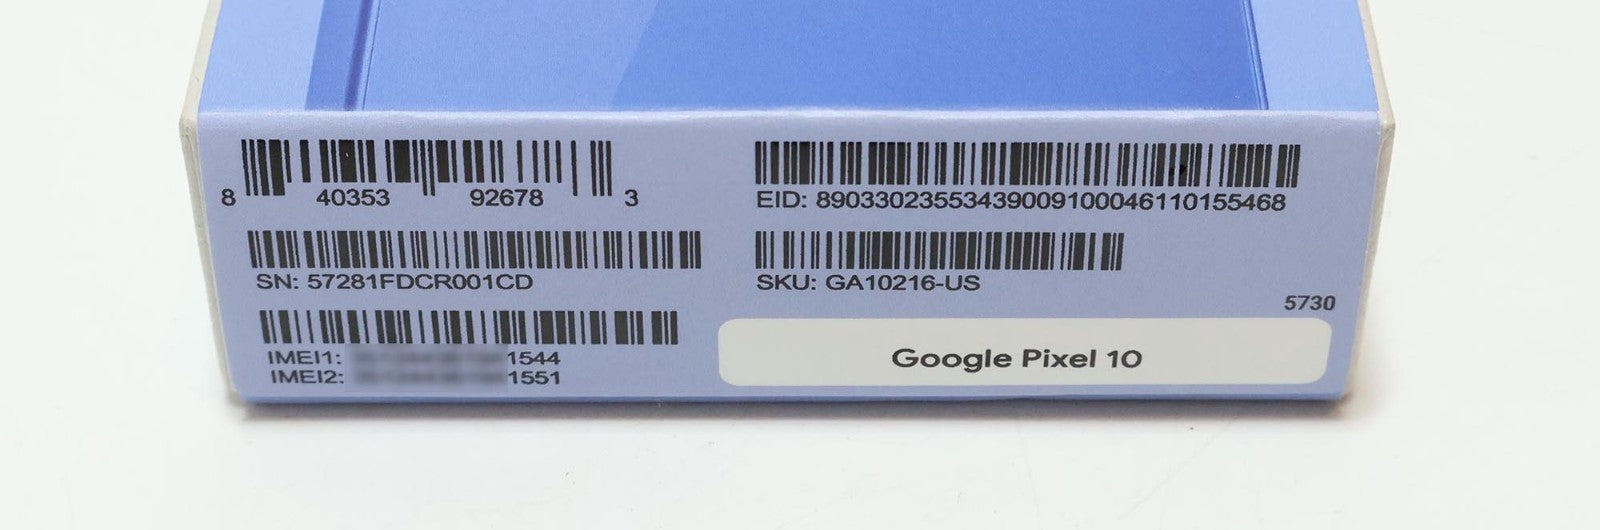 8 40353 92678 3
EID: 89033023553439009100046110155468
SN: 57281FDCR001CD
SKU: GA10216-US
5730
IMEI1: 1544
IMEI2: 1551
Google Pixel 10